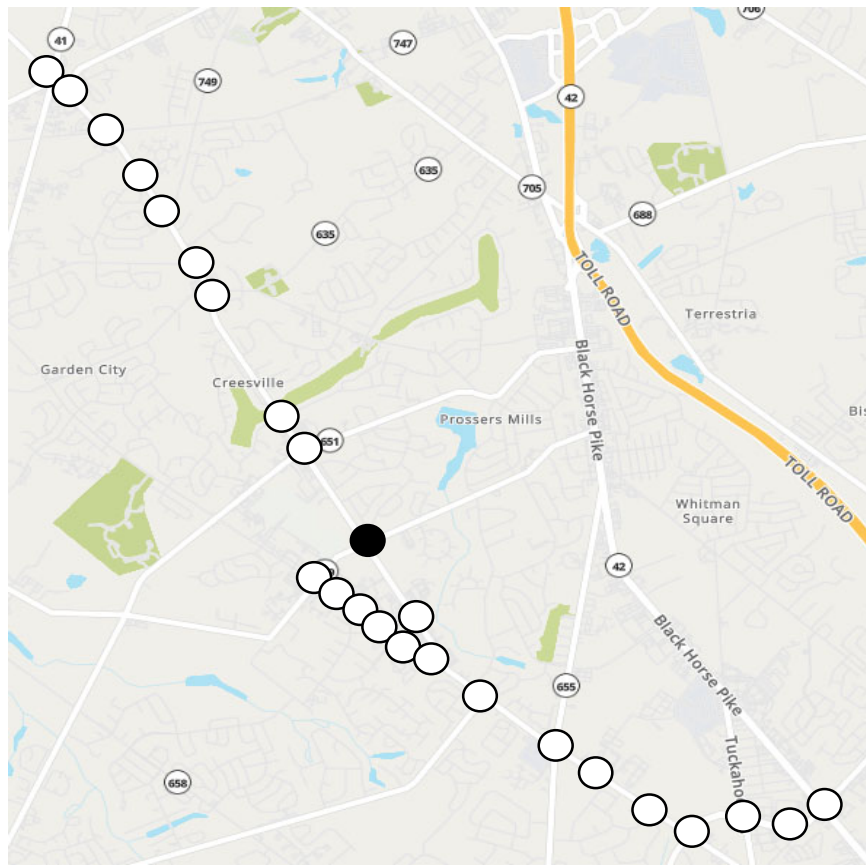 706
41
747
749
42
635
705
688
635
TOLL ROAD
Terrestria
Garden City
Black Horse Pike
Creesville
Prossers Mills
651
TOLL ROAD
Whitman
Square
42
Black Horse Pike
655
Tuckaho
658